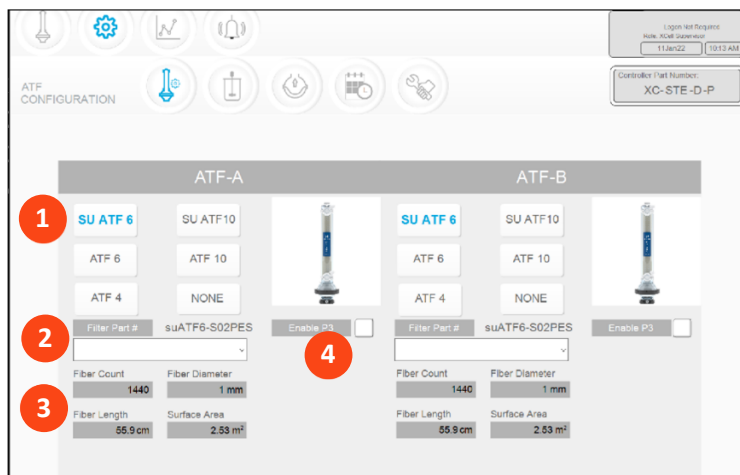 Logon Not Required
Role: XCell Supervisor
11Jan22 10:13 AM
ATF
CONFIGURATION
Controller Part Number:
XC-STE-D-P
ATF-A ATF-B
1 SU ATF 6 SU ATF10 SU ATF 6 SU ATF10
ATF 6 ATF 10 ATF 6 ATF 10
ATF 4 NONE ATF 4 NONE
Filter Part # suATF6-S02PES Enable P3 Filter Part # suATF6-S02PES Enable P3
2 4
Fiber Count Fiber Diameter Fiber Count Fiber Diameter
1440 1 mm 1440 1 mm
3 Fiber Length Surface Area Fiber Length Surface Area
55.9 cm 2.53 m² 55.9 cm 2.53 m²